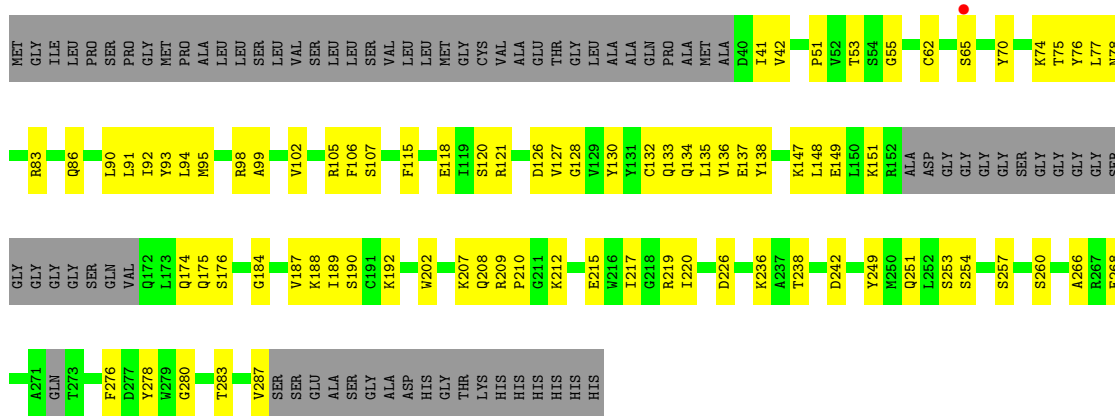 MET GLY ILE LEU PRO SER PRO GLY MET PRO ALA LEU LEU SER LEU VAL SER LEU LEU SER VAL LEU LEU MET GLY CYS VAL ALA GLU THR GLY LEU ALA ALA GLN PRO ALA MET ALA D40 I41 V42 P51 V52 T53 S54 G55 C62 S65 Y70 K74 T75 Y76 L77 N78
R83 Q86 L90 L91 I92 Y93 L94 M95 R98 A99 V102 R105 F106 S107 F115 E118 I119 S120 R121 D126 V127 G128 V129 Y130 Y131 C132 Q133 Q134 L135 V136 E137 Y138 K147 L148 E149 L150 K151 R152 ALA ASP GLY GLY GLY GLY SER GLY GLY GLY GLY SER
GLY GLY GLY GLY SER GLN VAL Q172 L173 Q174 Q175 S176 G184 V187 K188 I189 S190 C191 K192 W202 K207 Q208 R209 P210 G211 K212 E215 W216 I217 G218 R219 I220 D226 K236 A237 T238 D242 Y249 M250 Q251 L252 S253 S254 S257 S260 A266 R267 E268
A271 GLN T273 F276 D277 Y278 W279 G280 T283 V287 SER SER GLU ALA SER GLY ALA ASP HIS GLY THR LYS HIS HIS HIS HIS HIS HIS